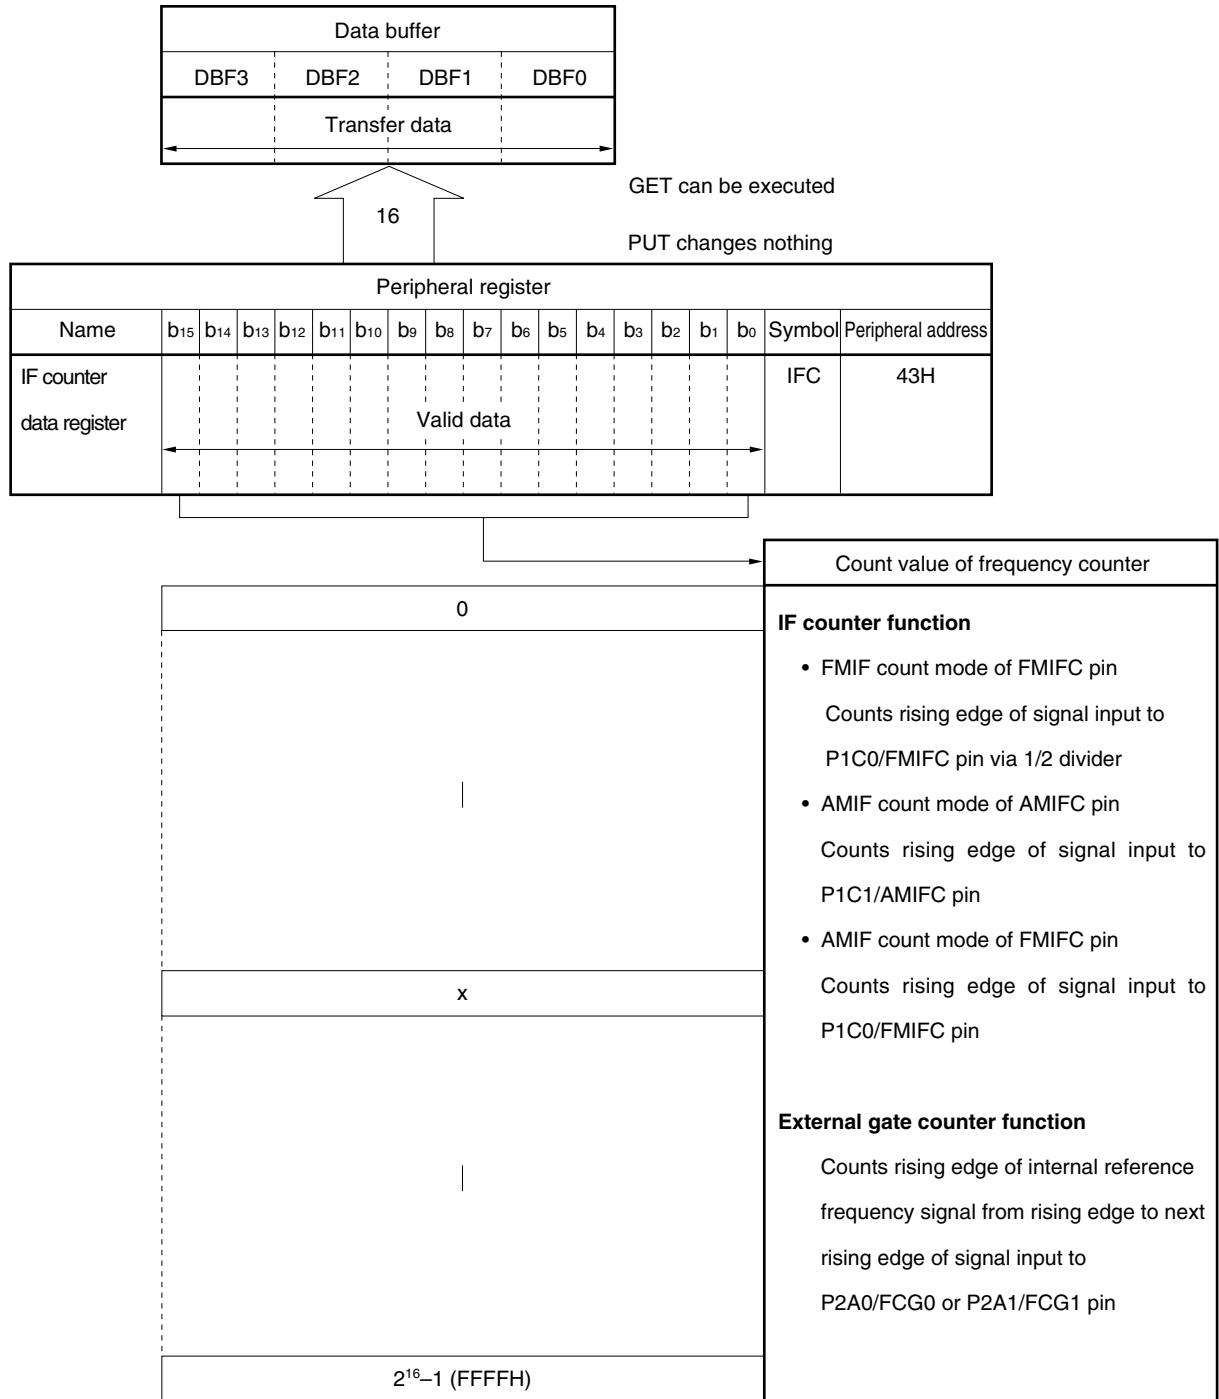 Data buffer
DBF3 DBF2 DBF1 DBF0
Transfer data
16
GET can be executed
PUT changes nothing
Peripheral register
Name b15 b14 b13 b12 b11 b10 b9 b8 b7 b6 b5 b4 b3 b2 b1 b0 Symbol Peripheral address
IF counter
data register
Valid data
IFC 43H
Count value of frequency counter
0
x
2¹⁶–1 (FFFFH)
IF counter function
• FMIF count mode of FMIFC pin
Counts rising edge of signal input to
P1C0/FMIFC pin via 1/2 divider
• AMIF count mode of AMIFC pin
Counts rising edge of signal input to
P1C1/AMIFC pin
• AMIF count mode of FMIFC pin
Counts rising edge of signal input to
P1C0/FMIFC pin
External gate counter function
Counts rising edge of internal reference
frequency signal from rising edge to next
rising edge of signal input to
P2A0/FCG0 or P2A1/FCG1 pin